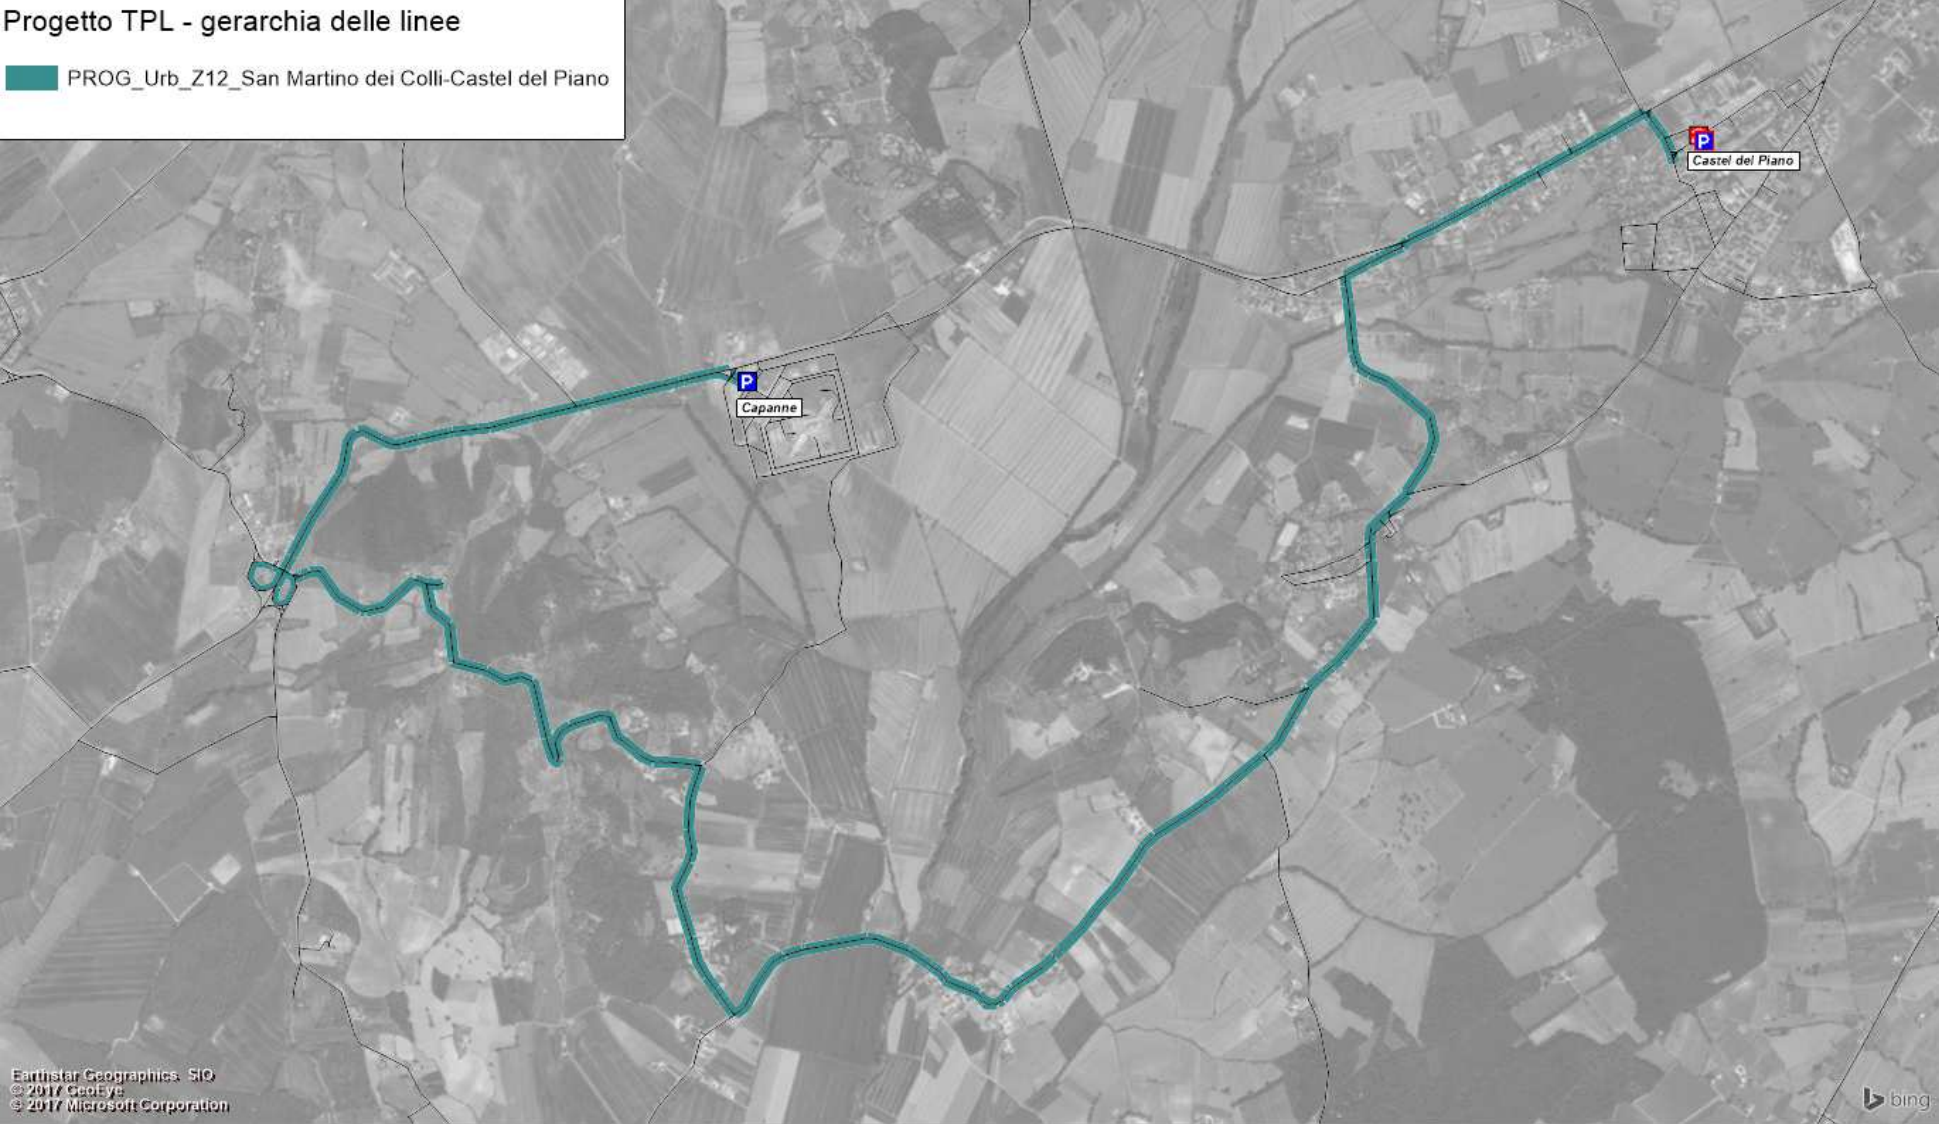 Progetto TPL - gerarchia delle linee
PROG_Urb_Z12_San Martino dei Colli-Castel del Piano
P
Castel del Piano
P
Capanne
Earthstar Geographics SIO
© 2017 GeoEye
© 2017 Microsoft Corporation
bing